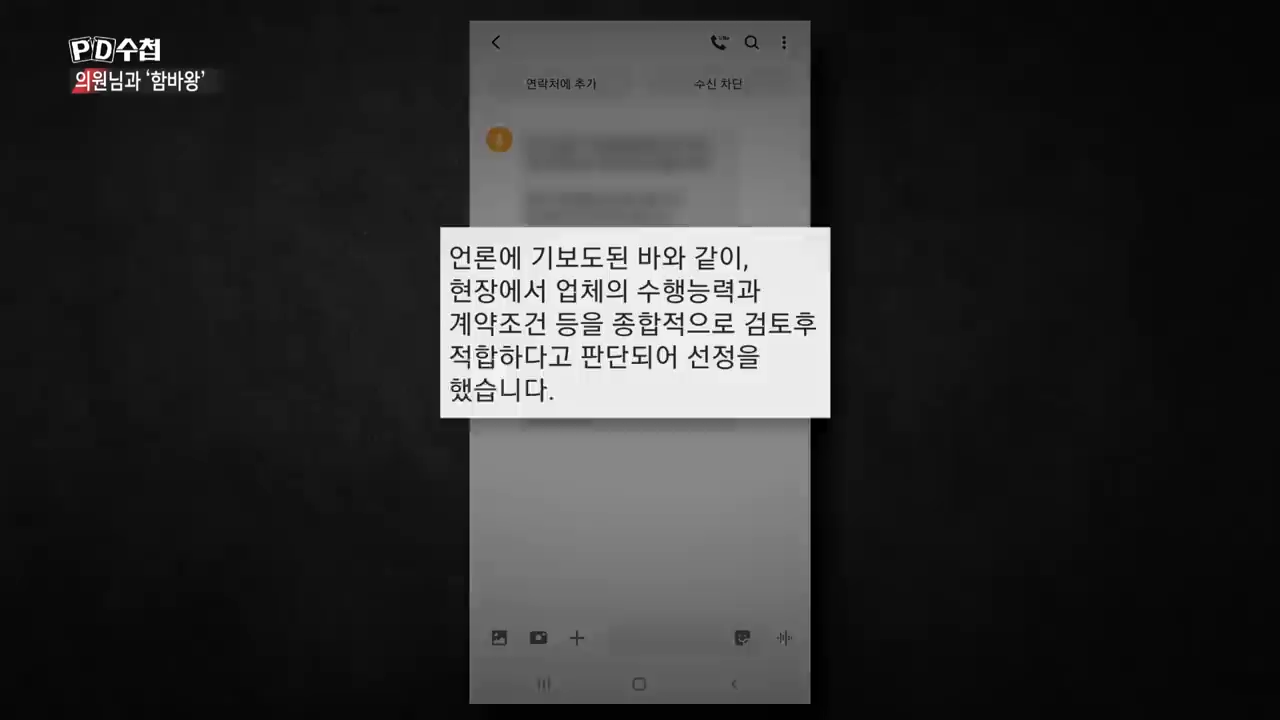 PD수첩
의원님과 ‘함바왕’
연락처에 추가
수신 차단
언론에 기보도된 바와 같이,
현장에서 업체의 수행능력과
계약조건 등을 종합적으로 검토후
적합하다고 판단되어 선정을
했습니다.